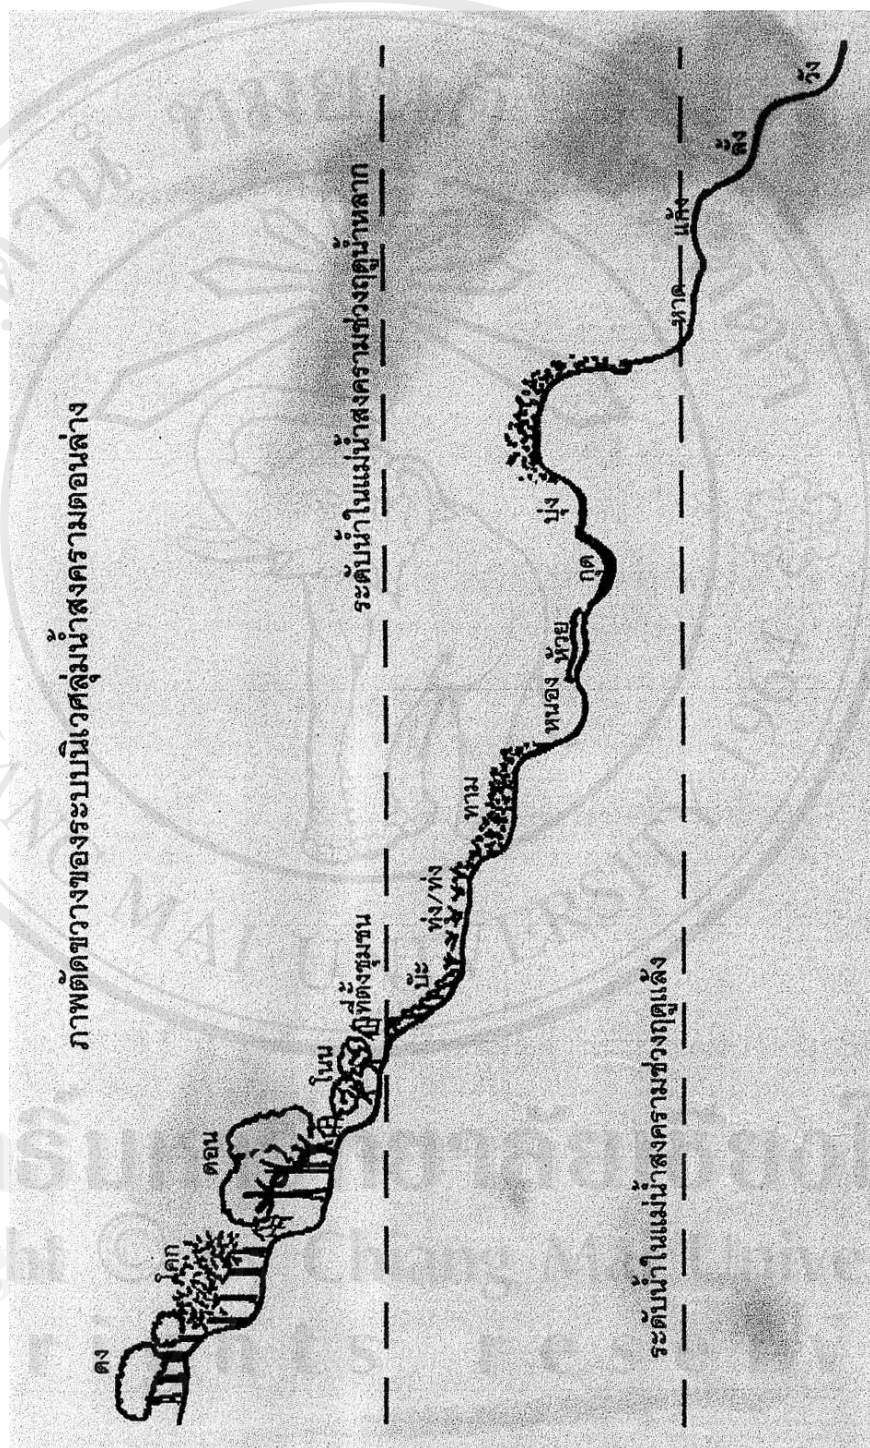 ภาพตัดขวางของระบบนิเวศลุ่มน้ำสงครามตอนล่าง
ดง
โคก
ดอน
โนน
ที่ตั้งชุมชน
ระดับน้ำในแม่น้ำสงครามช่วงฤดูน้ำหลาก
บ๊ะ
ทุ่ง/ท่ง
ทาม
หนอง
ห้วย
กุด
บุ่ง
หาด
แก้ง
วัง
ระดับน้ำในแม่น้ำสงครามช่วงฤดูแล้ง
Chiang Mai University